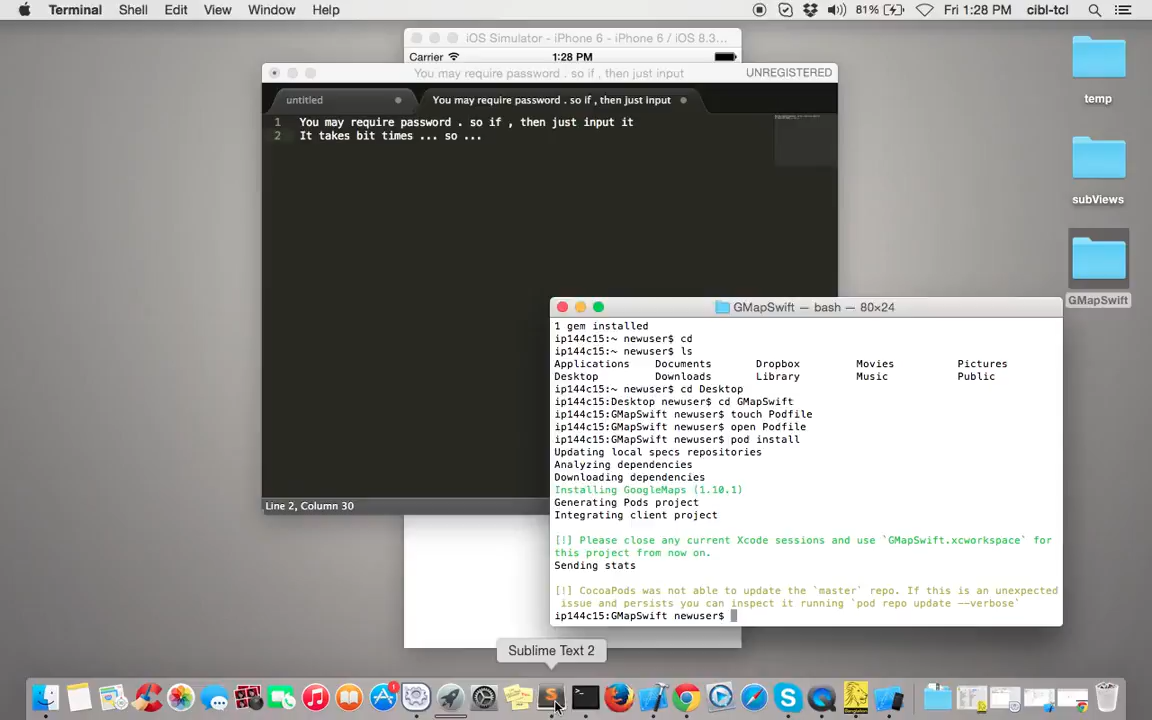 Terminal Shell Edit View Window Help 81% Fri 1:28 PM cibl-tcl
iOS Simulator - iPhone 6 - iPhone 6 / iOS 8.3...
Carrier 1:28 PM
You may require password . so if , then just input UNREGISTERED
untitled You may require password . so if , then just input
1 You may require password . so if , then just input it
2 It takes bit times ... so ...
Line 2, Column 30
temp
subViews
GMapSwift
GMapSwift — bash — 80×24
1 gem installed
ip144c15:~ newuser$ cd
ip144c15:~ newuser$ ls
Applications Documents Dropbox Movies Pictures
Desktop Downloads Library Music Public
ip144c15:~ newuser$ cd Desktop
ip144c15:Desktop newuser$ cd GMapSwift
ip144c15:GMapSwift newuser$ touch Podfile
ip144c15:GMapSwift newuser$ open Podfile
ip144c15:GMapSwift newuser$ pod install
Updating local specs repositories
Analyzing dependencies
Downloading dependencies
Installing GoogleMaps (1.10.1)
Generating Pods project
Integrating client project
[!] Please close any current Xcode sessions and use `GMapSwift.xcworkspace` for
this project from now on.
Sending stats
[!] CocoaPods was not able to update the `master` repo. If this is an unexpected
issue and persists you can inspect it running `pod repo update --verbose`
ip144c15:GMapSwift newuser$
Sublime Text 2